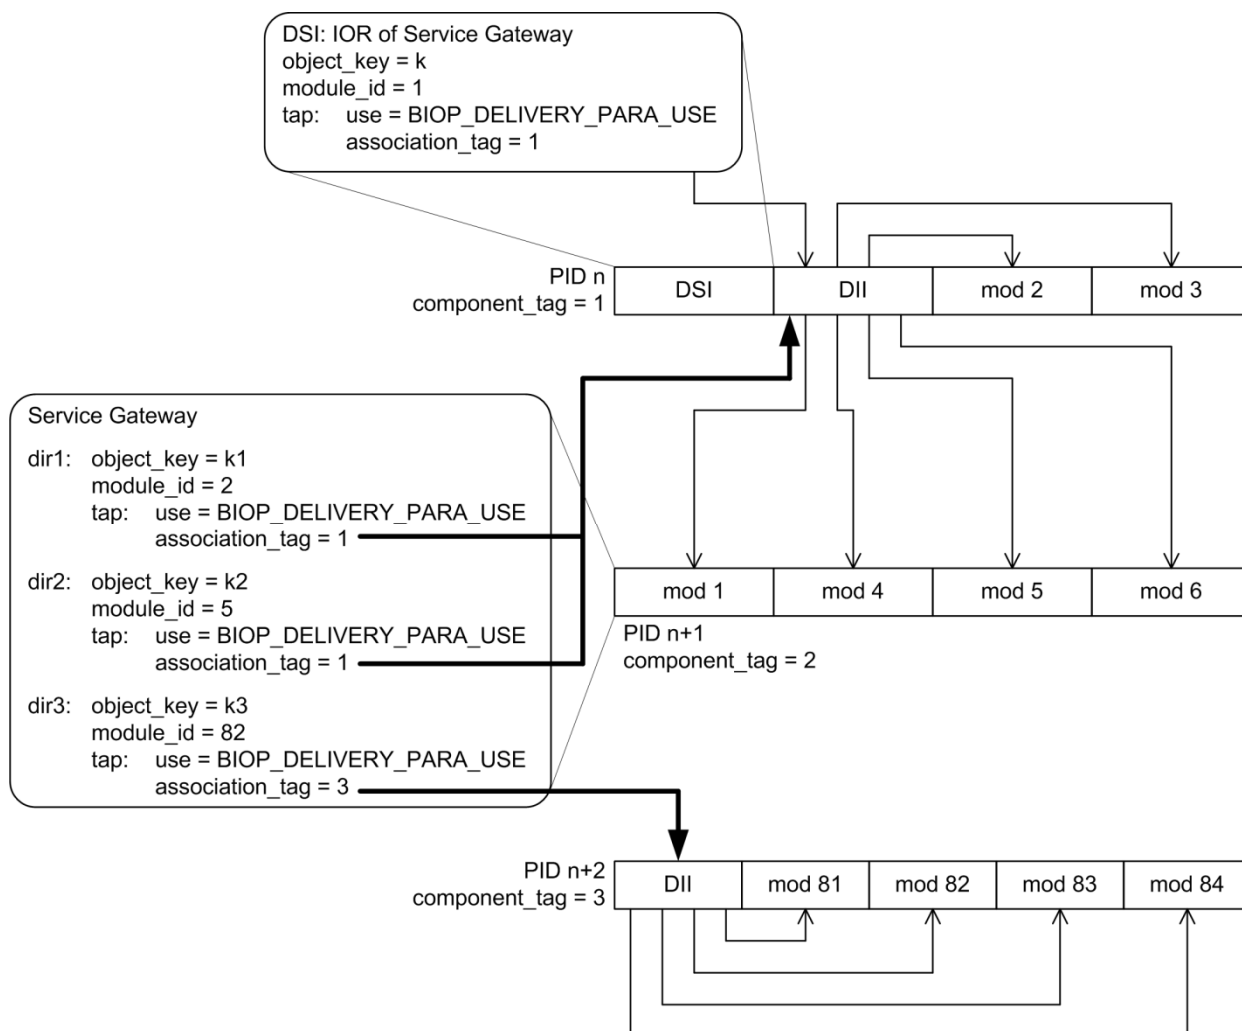 DSI: IOR of Service Gateway
object_key = k
module_id = 1
tap: use = BIOP_DELIVERY_PARA_USE
association_tag = 1
PID n
component_tag = 1
DSI
DII
mod 2
mod 3
Service Gateway
dir1: object_key = k1
module_id = 2
tap: use = BIOP_DELIVERY_PARA_USE
association_tag = 1
dir2: object_key = k2
module_id = 5
tap: use = BIOP_DELIVERY_PARA_USE
association_tag = 1
dir3: object_key = k3
module_id = 82
tap: use = BIOP_DELIVERY_PARA_USE
association_tag = 3
mod 1
mod 4
mod 5
mod 6
PID n+1
component_tag = 2
PID n+2
component_tag = 3
DII
mod 81
mod 82
mod 83
mod 84